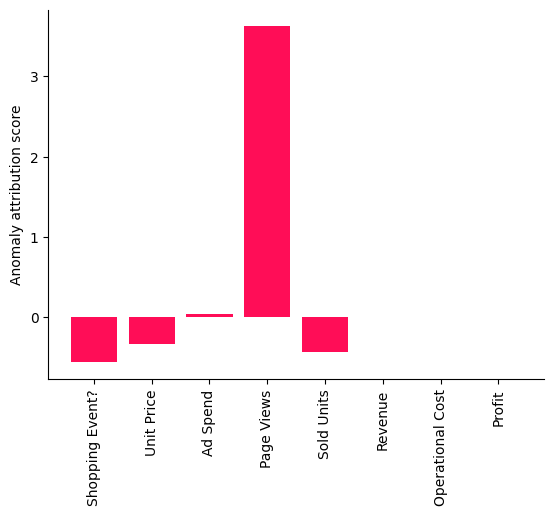 Anomaly attribution score
3
2
1
0
Shopping Event?
Unit Price
Ad Spend
Page Views
Sold Units
Revenue
Operational Cost
Profit